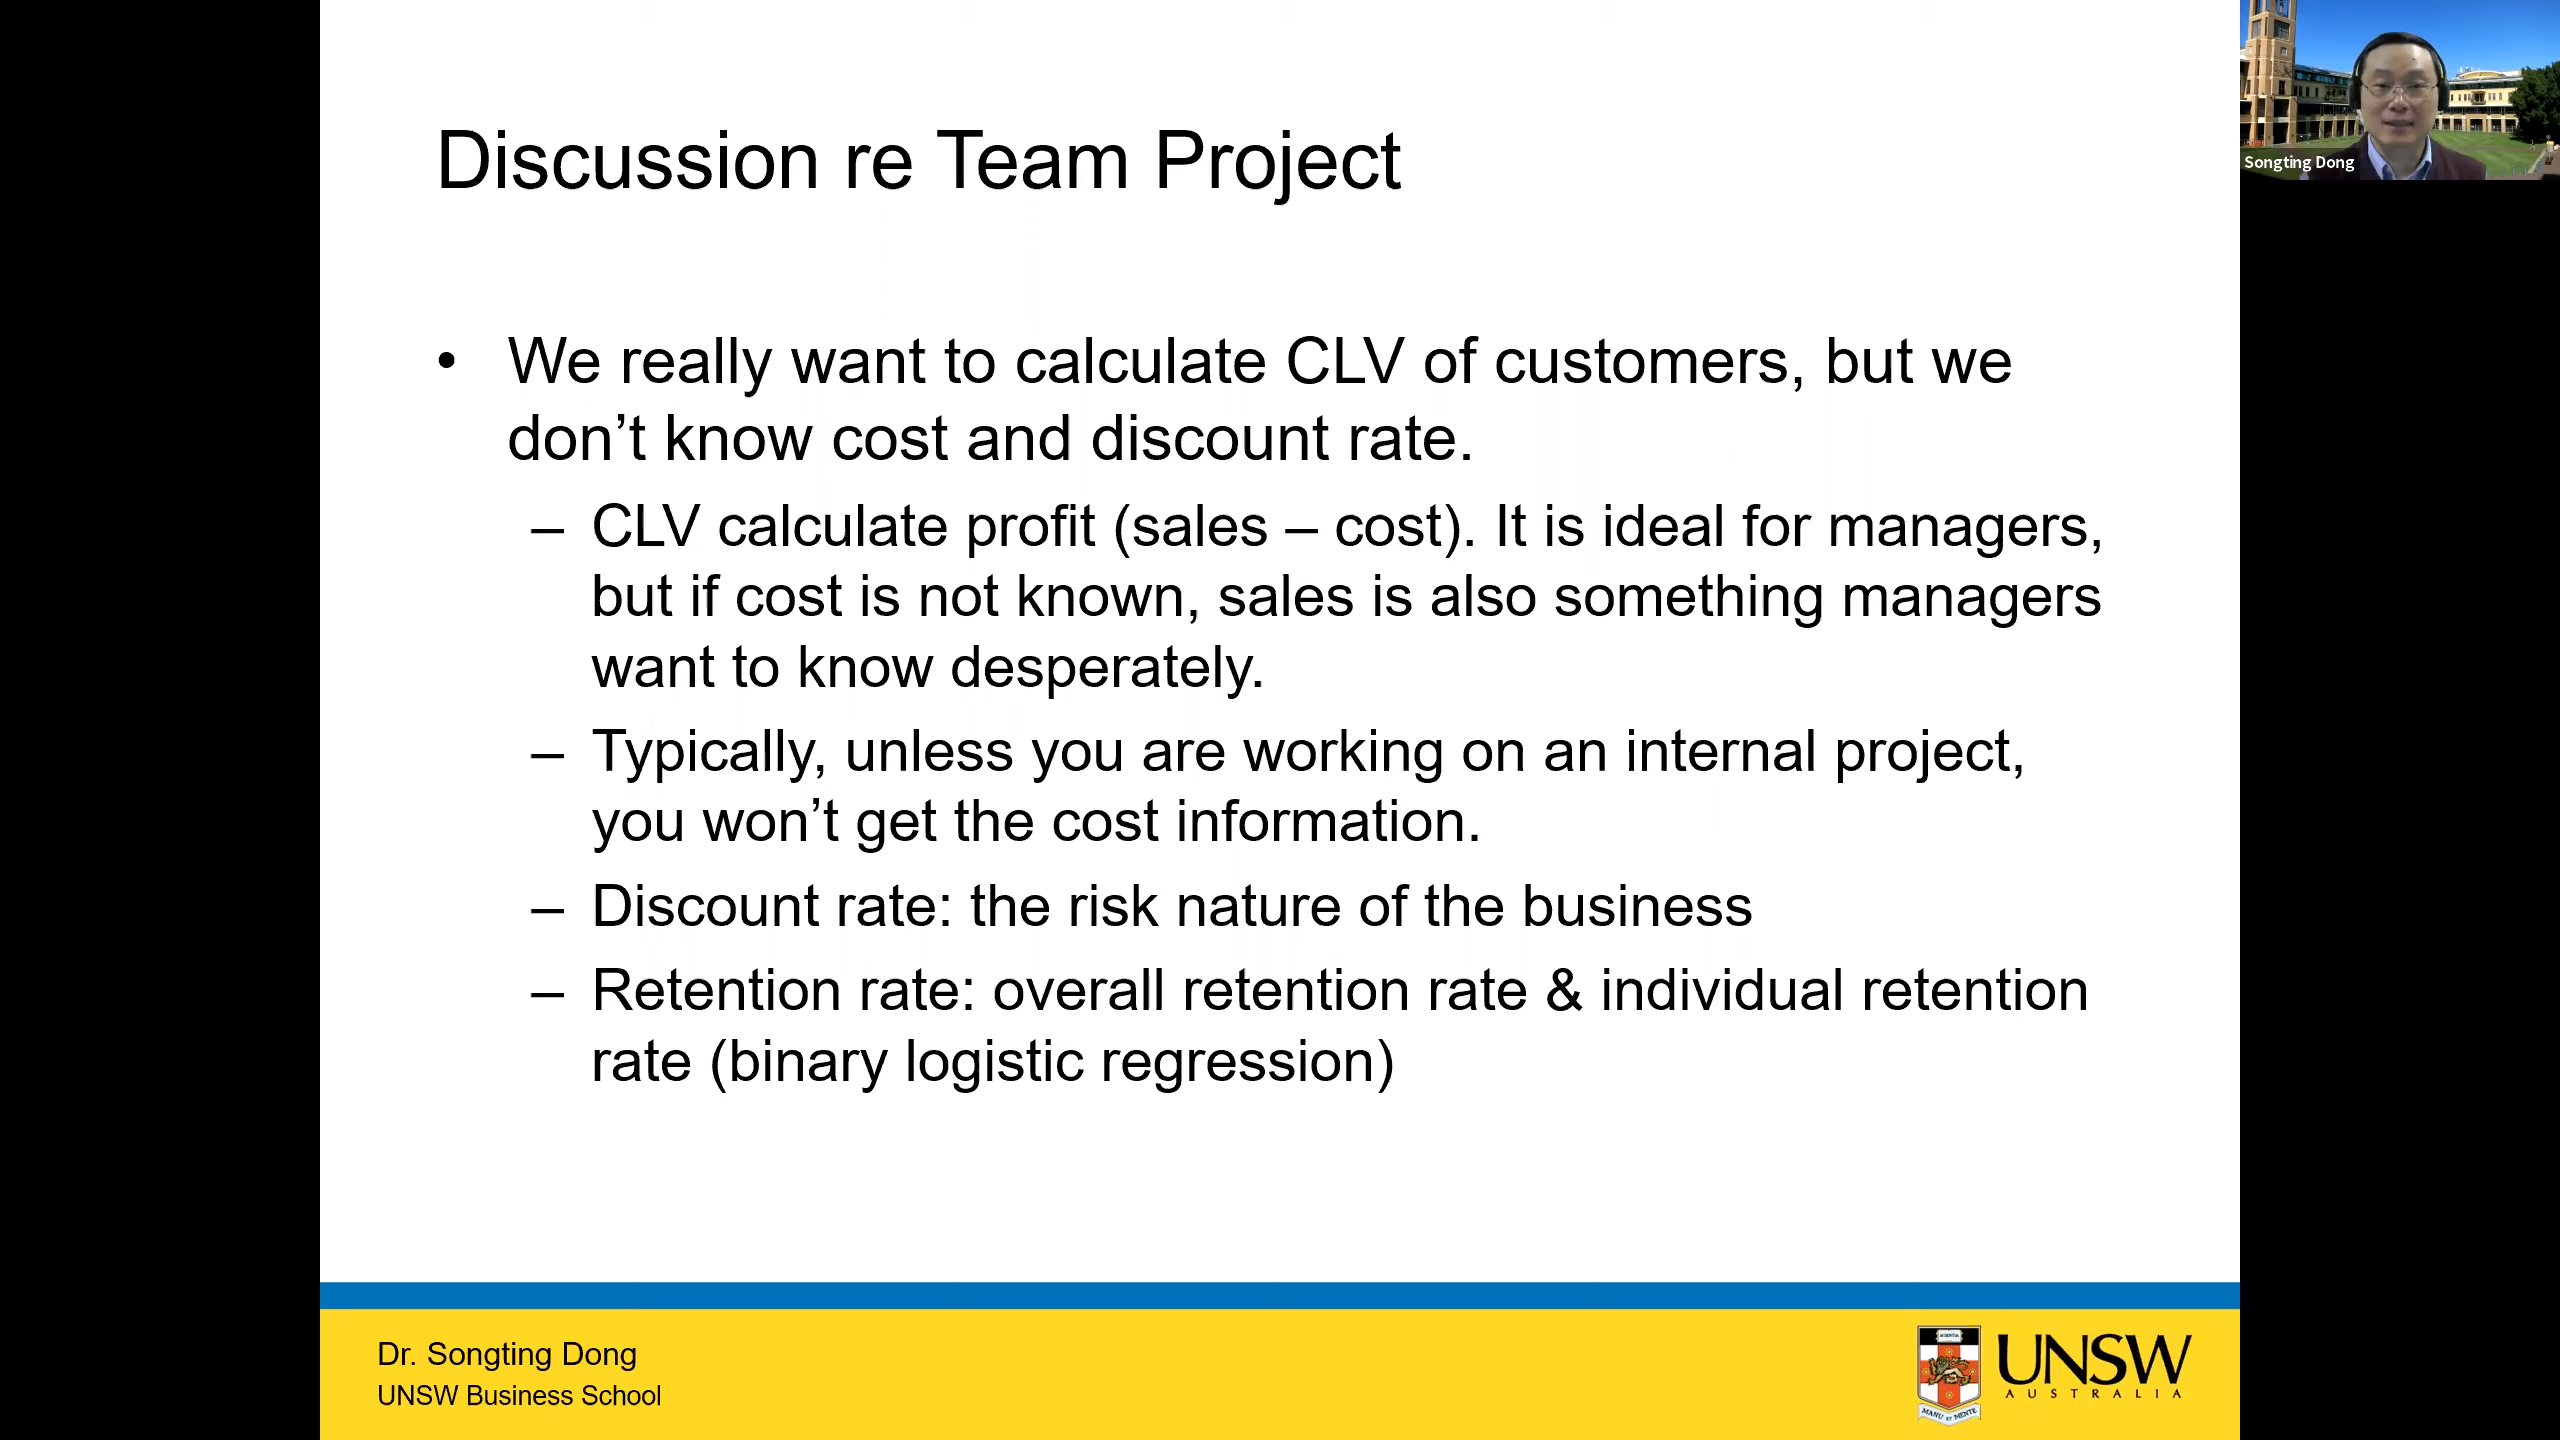 Discussion re Team Project
Songting Dong
• We really want to calculate CLV of customers, but we
don’t know cost and discount rate.
– CLV calculate profit (sales – cost). It is ideal for managers,
but if cost is not known, sales is also something managers
want to know desperately.
– Typically, unless you are working on an internal project,
you won’t get the cost information.
– Discount rate: the risk nature of the business
– Retention rate: overall retention rate & individual retention
rate (binary logistic regression)
Dr. Songting Dong
UNSW Business School
UNSW
AUSTRALIA
SCIENTIA
MANU ET MENTE